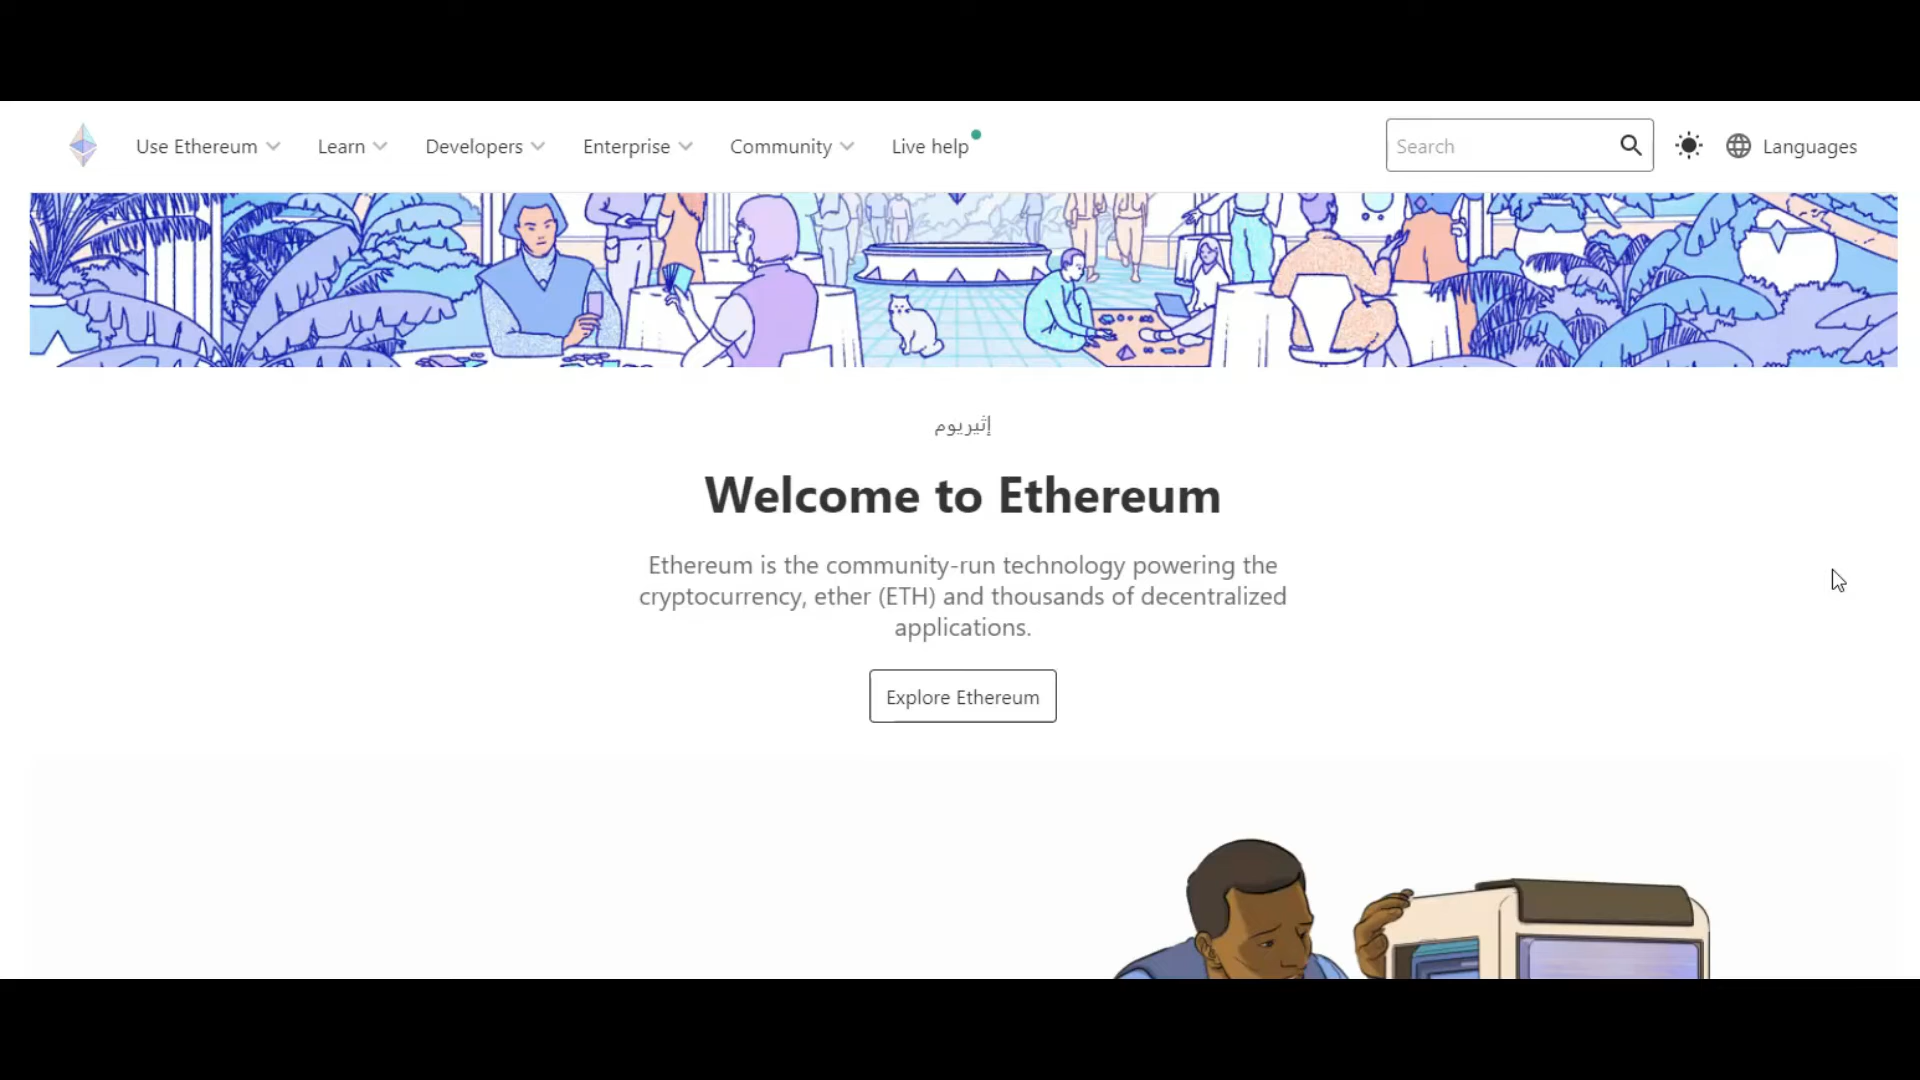 Use Ethereum Learn Developers Enterprise Community Live help Search Languages
إثيريوم
Welcome to Ethereum
Ethereum is the community-run technology powering the
cryptocurrency, ether (ETH) and thousands of decentralized
applications.
Explore Ethereum